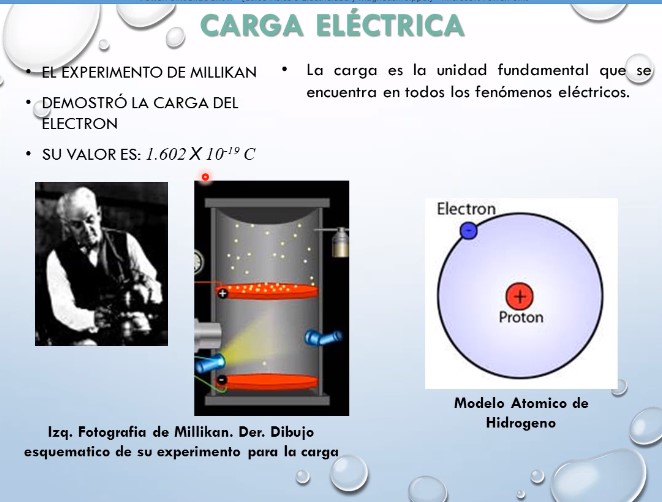 CARGA ELÉCTRICA
• EL EXPERIMENTO DE MILLIKAN
• DEMOSTRÓ LA CARGA DEL
ELECTRON
• SU VALOR ES: 1.602 X 10⁻¹⁹ C
• La carga es la unidad fundamental que se
encuentra en todos los fenómenos eléctricos.
+
-
Electron
-
+
Proton
Izq. Fotografia de Millikan. Der. Dibujo
esquematico de su experimento para la carga
Modelo Atomico de
Hidrogeno